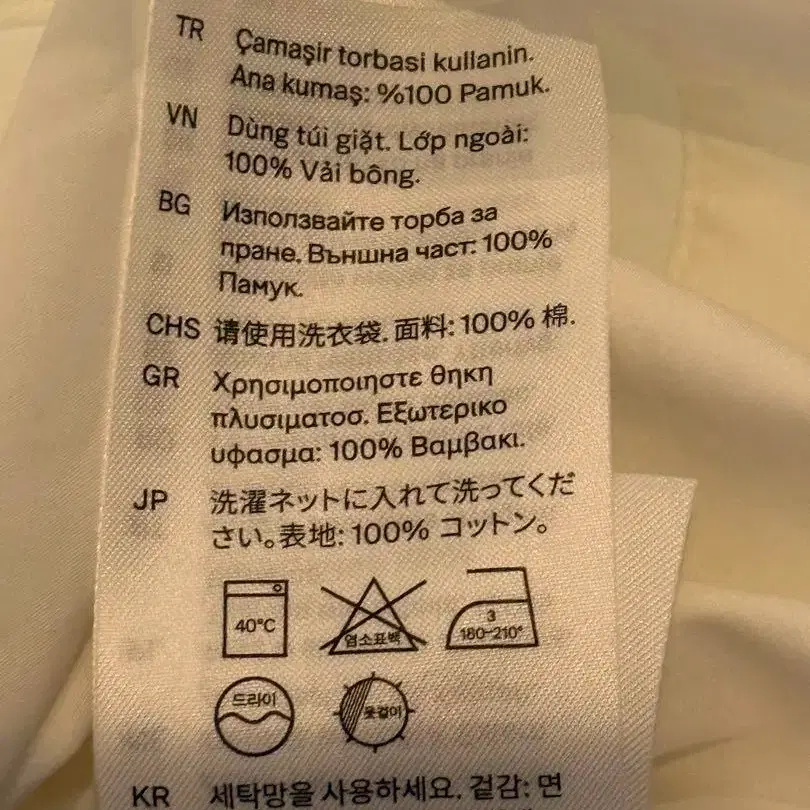 TR Çamaşir torbasi kullanin.
Ana kumaş: %100 Pamuk.
VN Dùng túi giặt. Lớp ngoài:
100% Vải bông.
BG Използвайте торба за
пране. Външна част: 100%
Памук.
CHS 请使用洗衣袋. 面料: 100% 棉.
GR Χρησιμοποιηστε θηκη
πλυσιματοσ. Εξωτερικο
υφασμα: 100% Βαμβακι.
JP 洗濯ネットに入れて洗ってくだ
さい。表地: 100% コットン。
40°C 염소표백 3
180-210°
드라이 옷걸이
KR 세탁망을 사용하세요. 겉감: 면